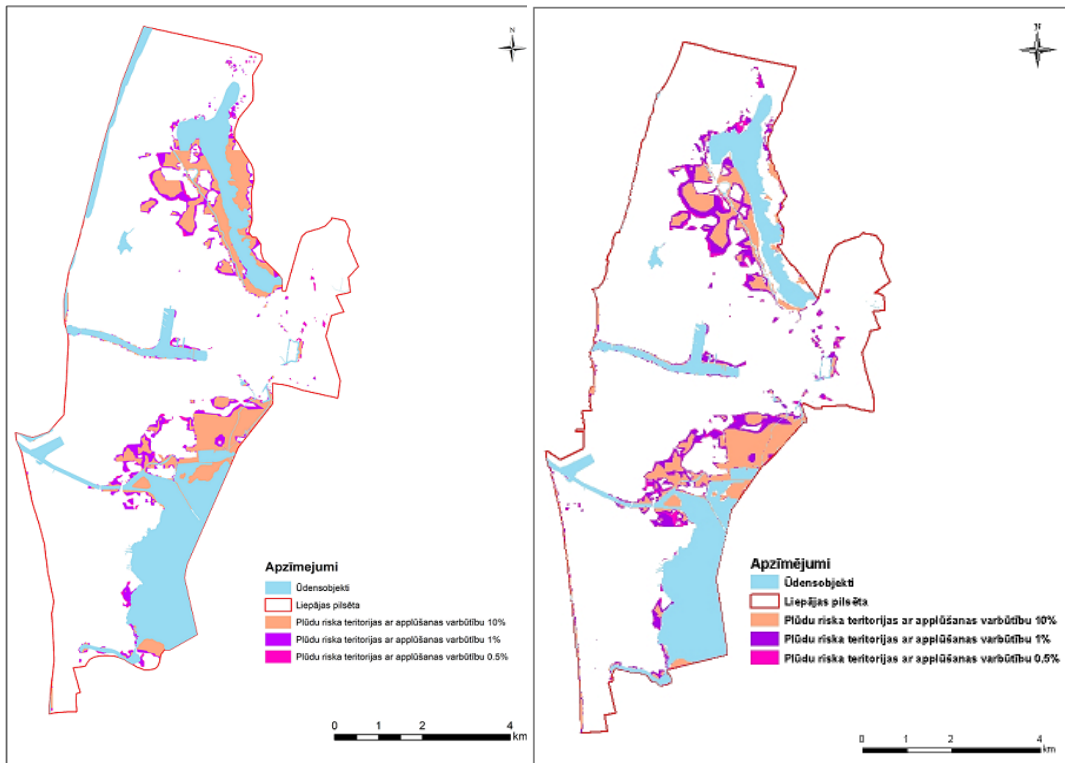 N
Apzīmejumi
Ūdensobjekti
Liepājas pilsēta
Plūdu riska teritorijas ar applūšanas varbūtību 10%
Plūdu riska teritorijas ar applūšanas varbūtību 1%
Plūdu riska teritorijas ar applūšanas varbūtību 0.5%
0 1 2 4
km
N
Apzīmējumi
Ūdensobjekti
Liepājas pilsēta
Plūdu riska teritorijas ar applūšanas varbūtību 10%
Plūdu riska teritorijas ar applūšanas varbūtību 1%
Plūdu riska teritorijas ar applūšanas varbūtību 0.5%
0 1 2 4
km